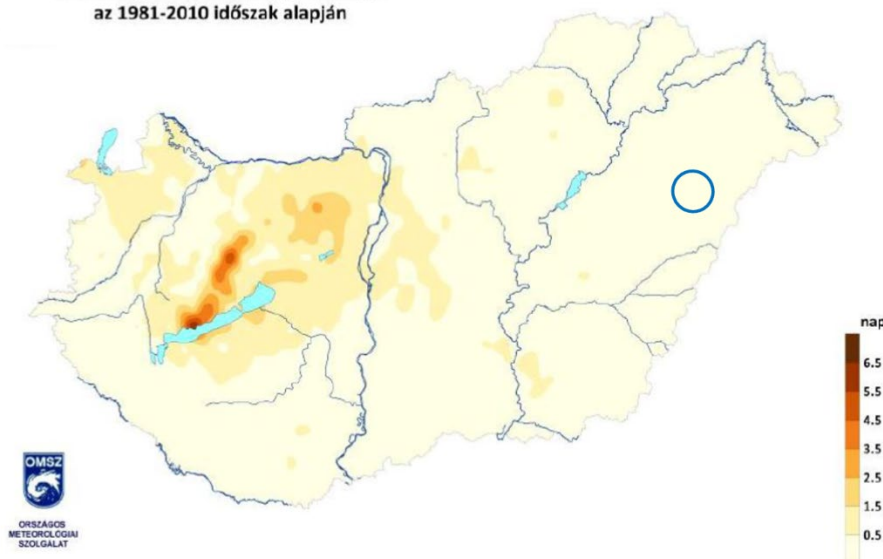 az 1981-2010 időszak alapján
nap
6.5
5.5
4.5
3.5
2.5
1.5
0.5
OMSZ
ORSZÁGOS
METEOROLÓGIAI
SZOLGÁLAT